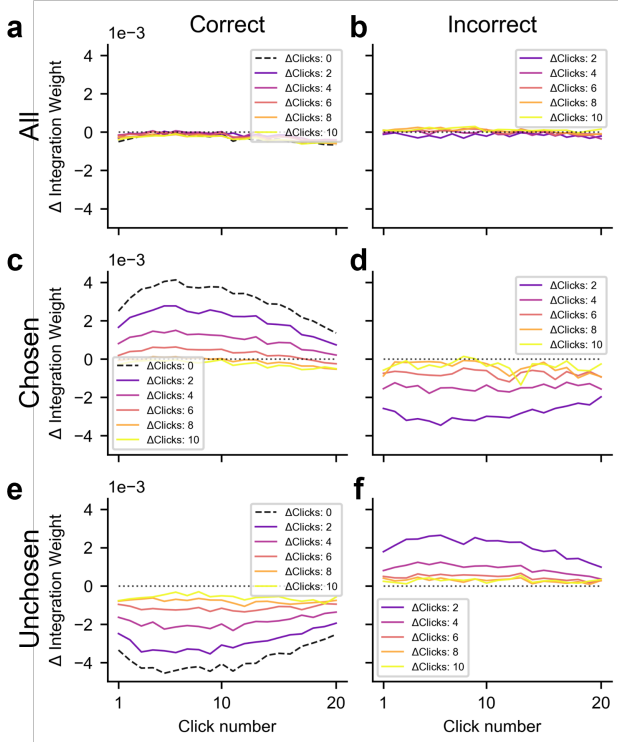 a
Correct
b
Incorrect
All
Δ Integration Weight
1e−3
4
2
0
−2
−4
ΔClicks: 0
ΔClicks: 2
ΔClicks: 4
ΔClicks: 6
ΔClicks: 8
ΔClicks: 10
ΔClicks: 2
ΔClicks: 4
ΔClicks: 6
ΔClicks: 8
ΔClicks: 10
c
d
Chosen
Δ Integration Weight
1e−3
4
2
0
−2
−4
ΔClicks: 0
ΔClicks: 2
ΔClicks: 4
ΔClicks: 6
ΔClicks: 8
ΔClicks: 10
ΔClicks: 2
ΔClicks: 4
ΔClicks: 6
ΔClicks: 8
ΔClicks: 10
e
f
Unchosen
Δ Integration Weight
1e−3
4
2
0
−2
−4
ΔClicks: 0
ΔClicks: 2
ΔClicks: 4
ΔClicks: 6
ΔClicks: 8
ΔClicks: 10
1
10
20
Click number
ΔClicks: 2
ΔClicks: 4
ΔClicks: 6
ΔClicks: 8
ΔClicks: 10
1
10
20
Click number